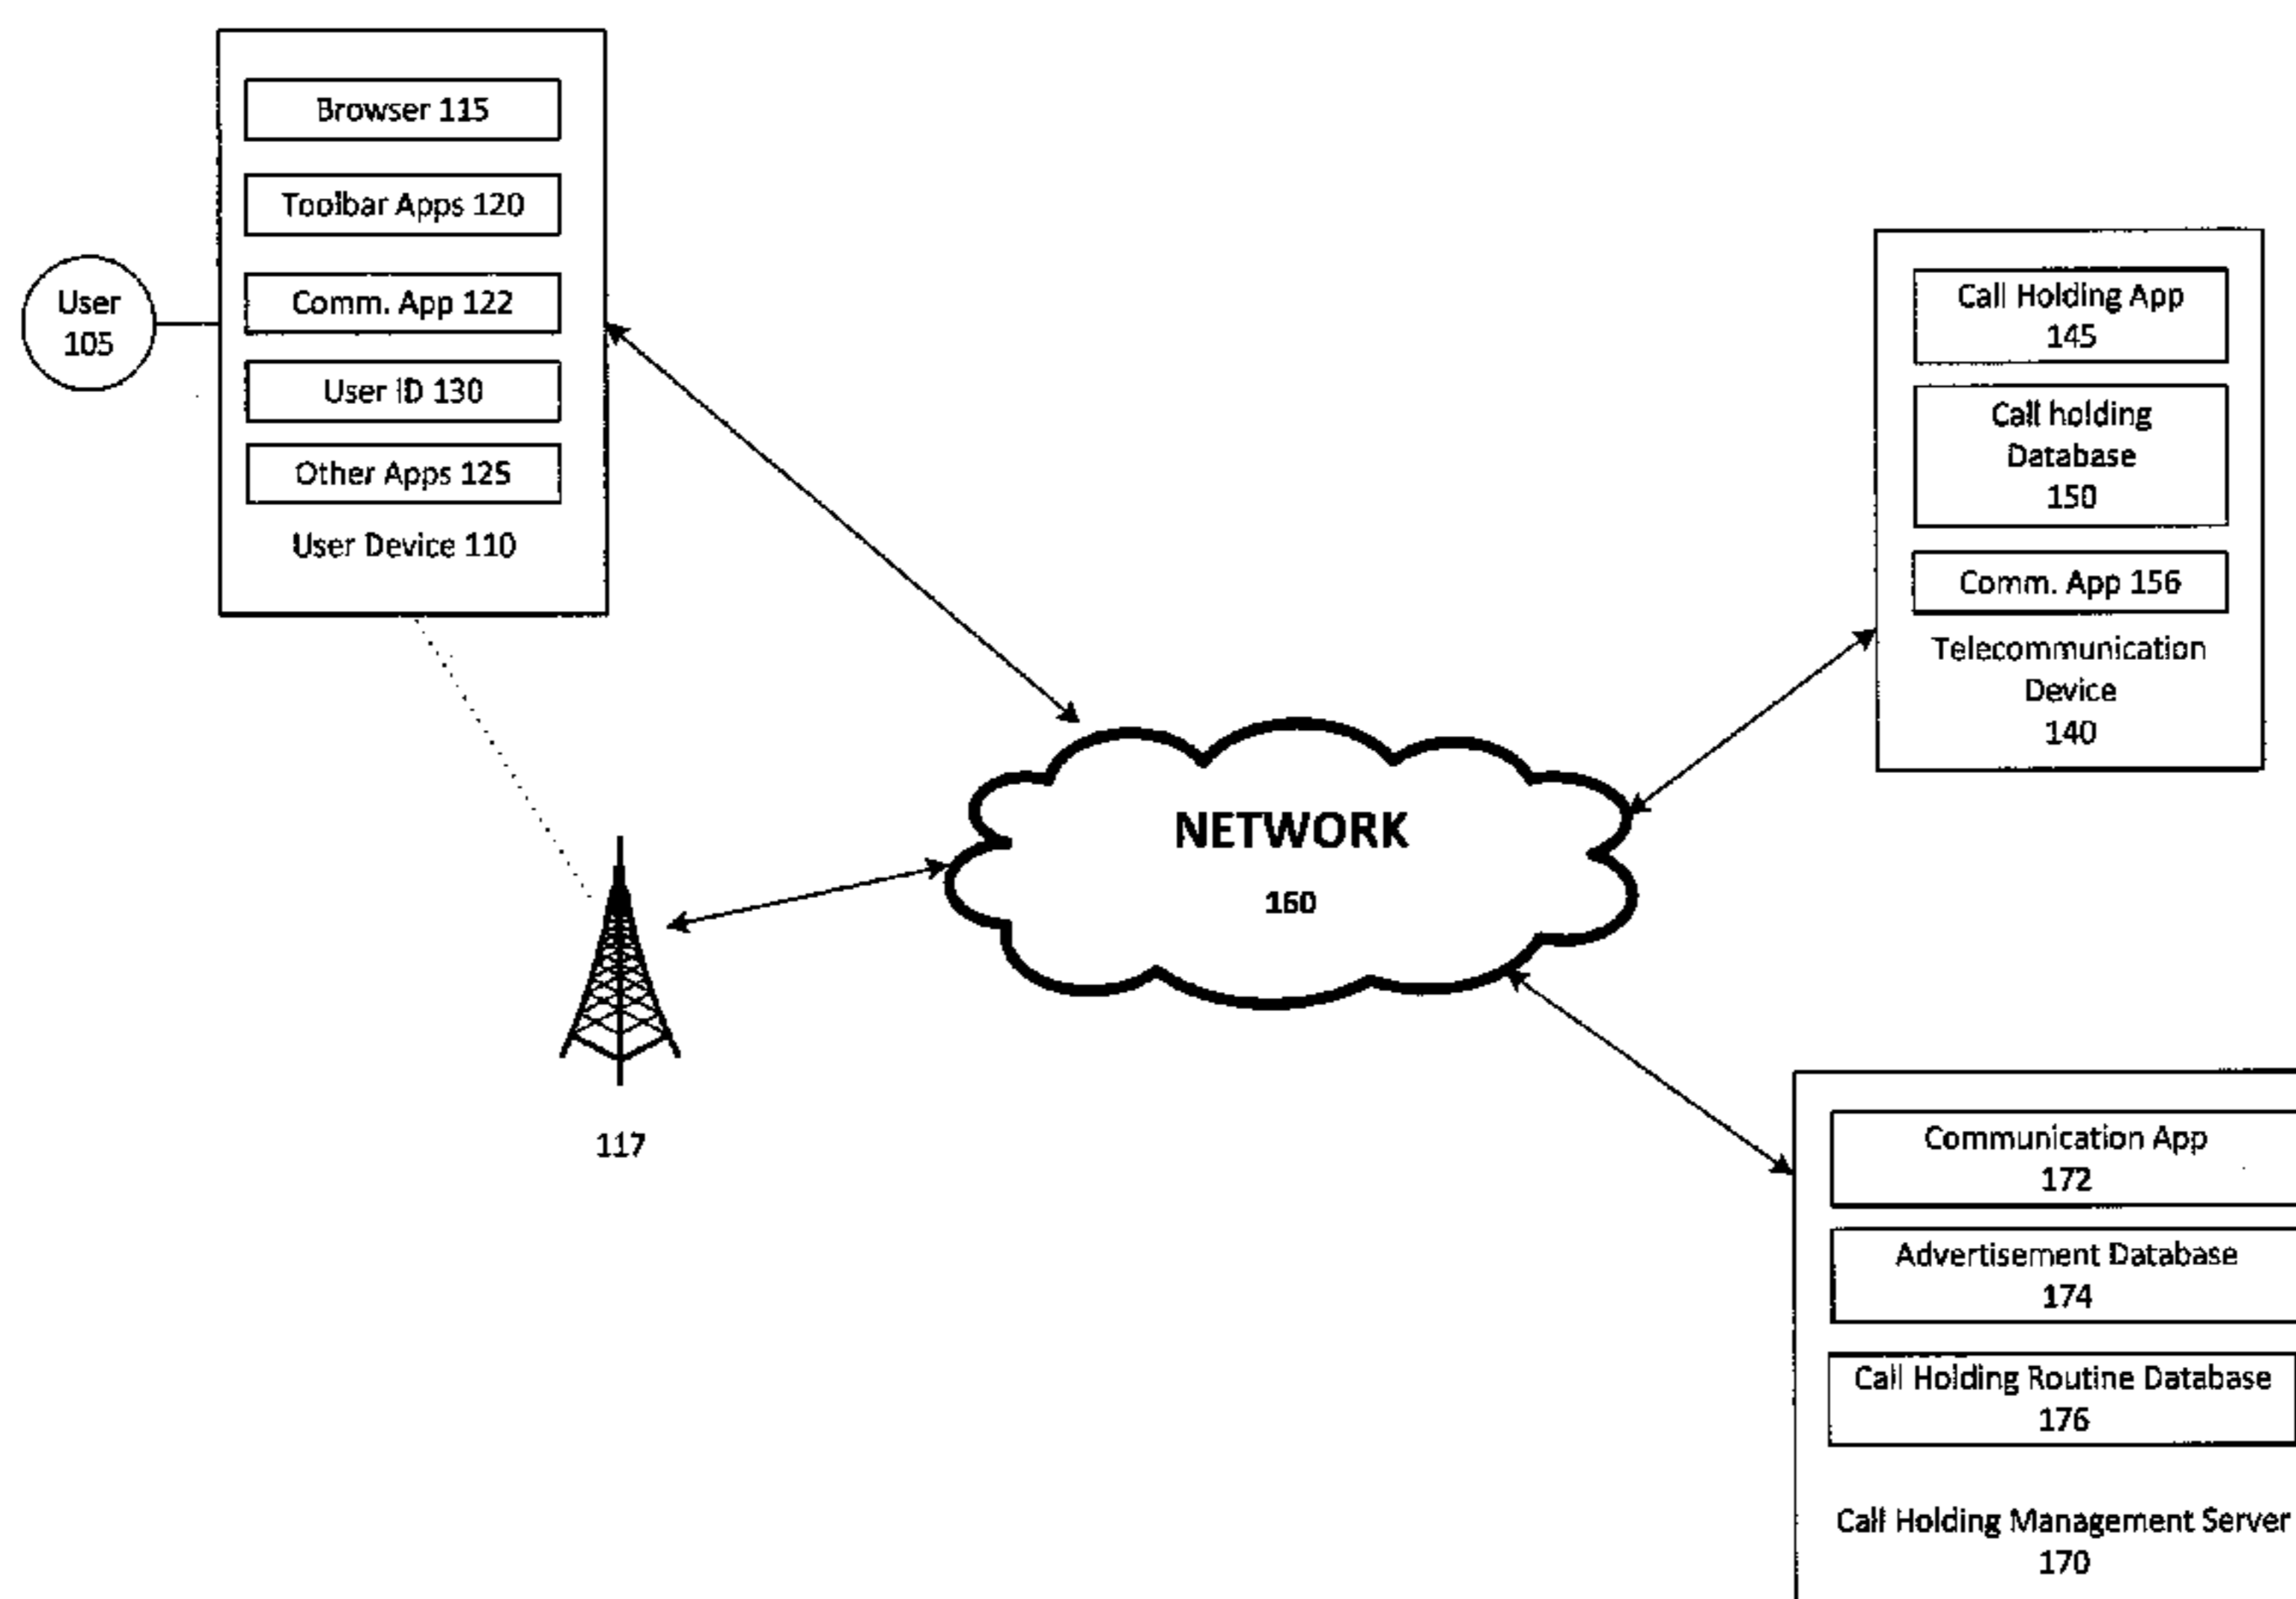 Browser 115
Toolbar Apps 120
Comm. App 122
User ID 130
Other Apps 125
User Device 110
User
105
Call Holding App
145
Call holding
Database
150
Comm. App 156
Telecommunication
Device
140
NETWORK
160
117
Communication App
172
Advertisement Database
174
Call Holding Routine Database
176
Call Holding Management Server
170